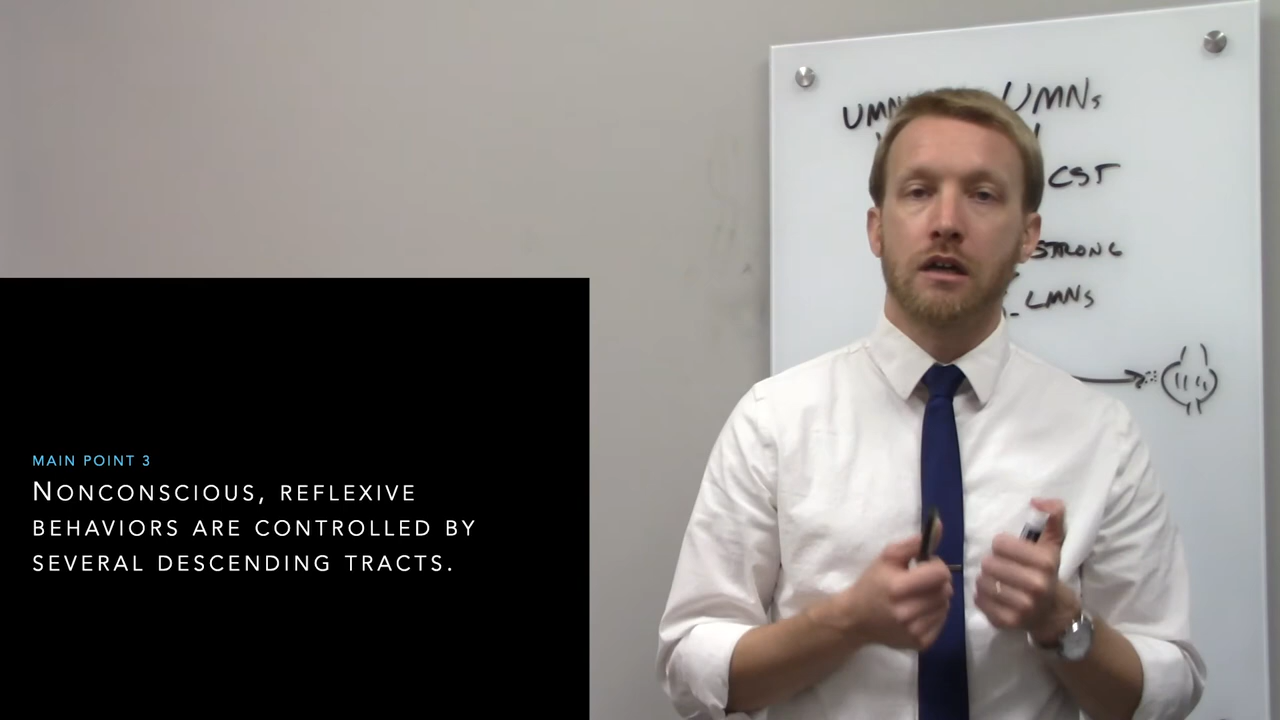 MAIN POINT 3
NONCONSCIOUS, REFLEXIVE
BEHAVIORS ARE CONTROLLED BY
SEVERAL DESCENDING TRACTS.
UMNs
CST
STRONG
LMNs